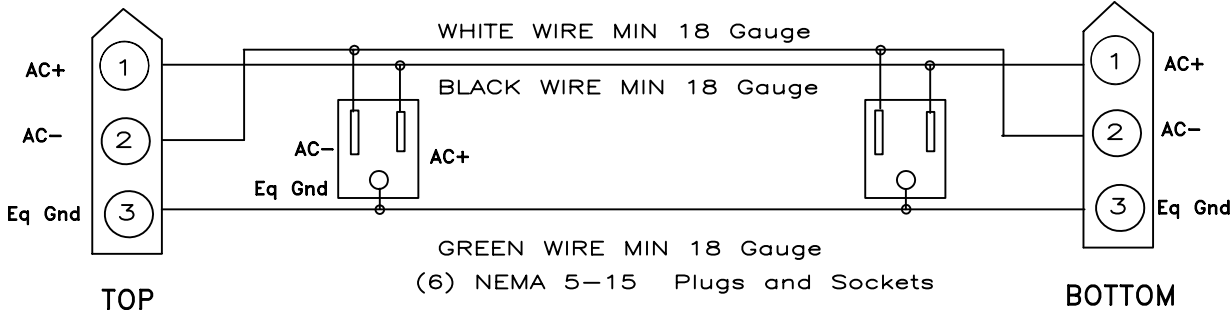 WHITE WIRE MIN 18 Gauge
1
1
AC+
AC+
BLACK WIRE MIN 18 Gauge
AC-
2
2
AC-
AC-
AC+
Eq Gnd
Eq Gnd
3
3
Eq Gnd
GREEN WIRE MIN 18 Gauge
(6) NEMA 5-15 Plugs and Sockets
TOP
BOTTOM